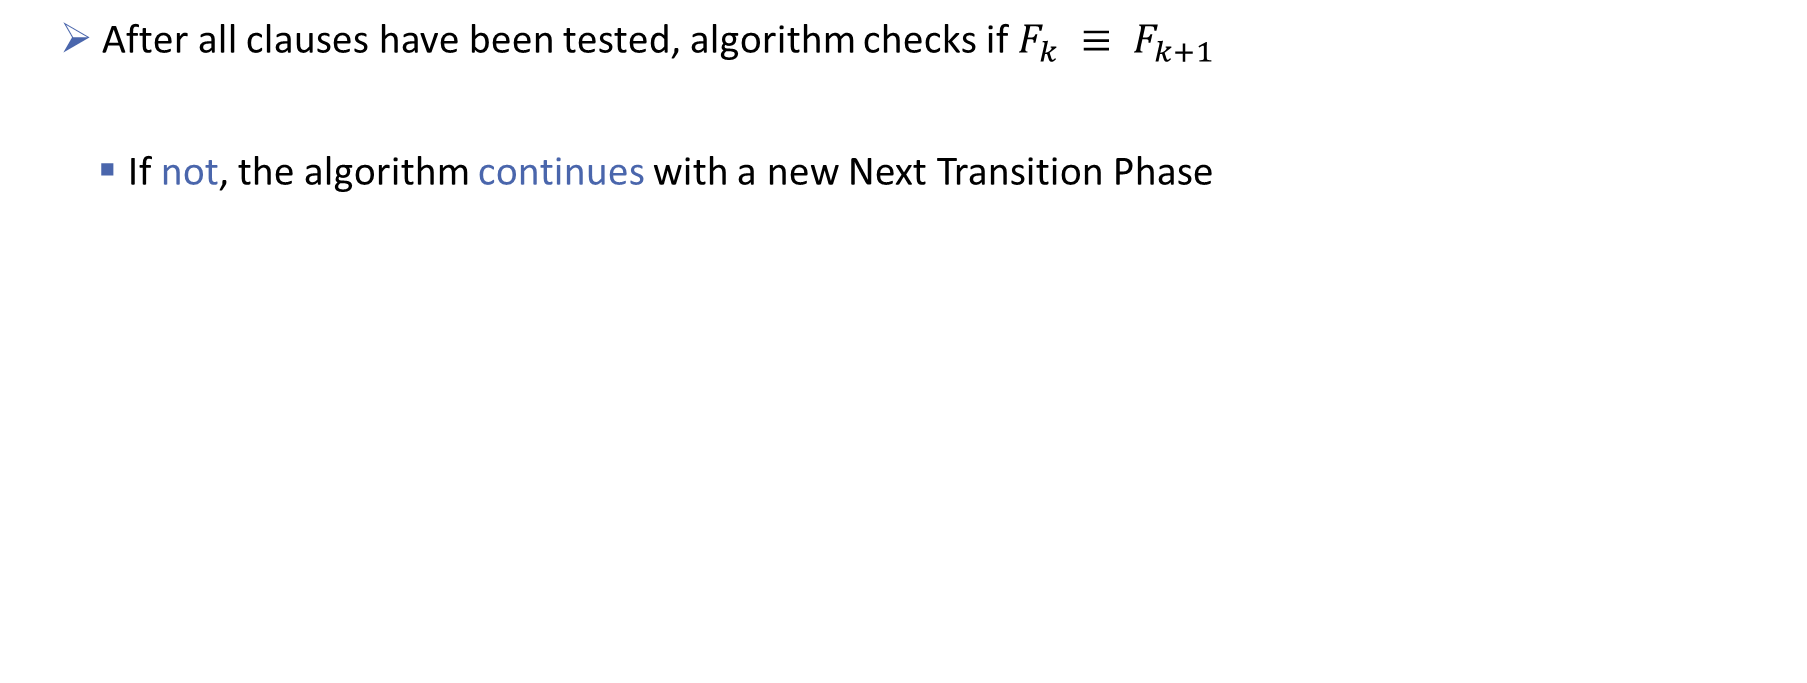 ➢ After all clauses have been tested, algorithm checks if $F_k \equiv F_{k+1}$
▪ If not, the algorithm continues with a new Next Transition Phase